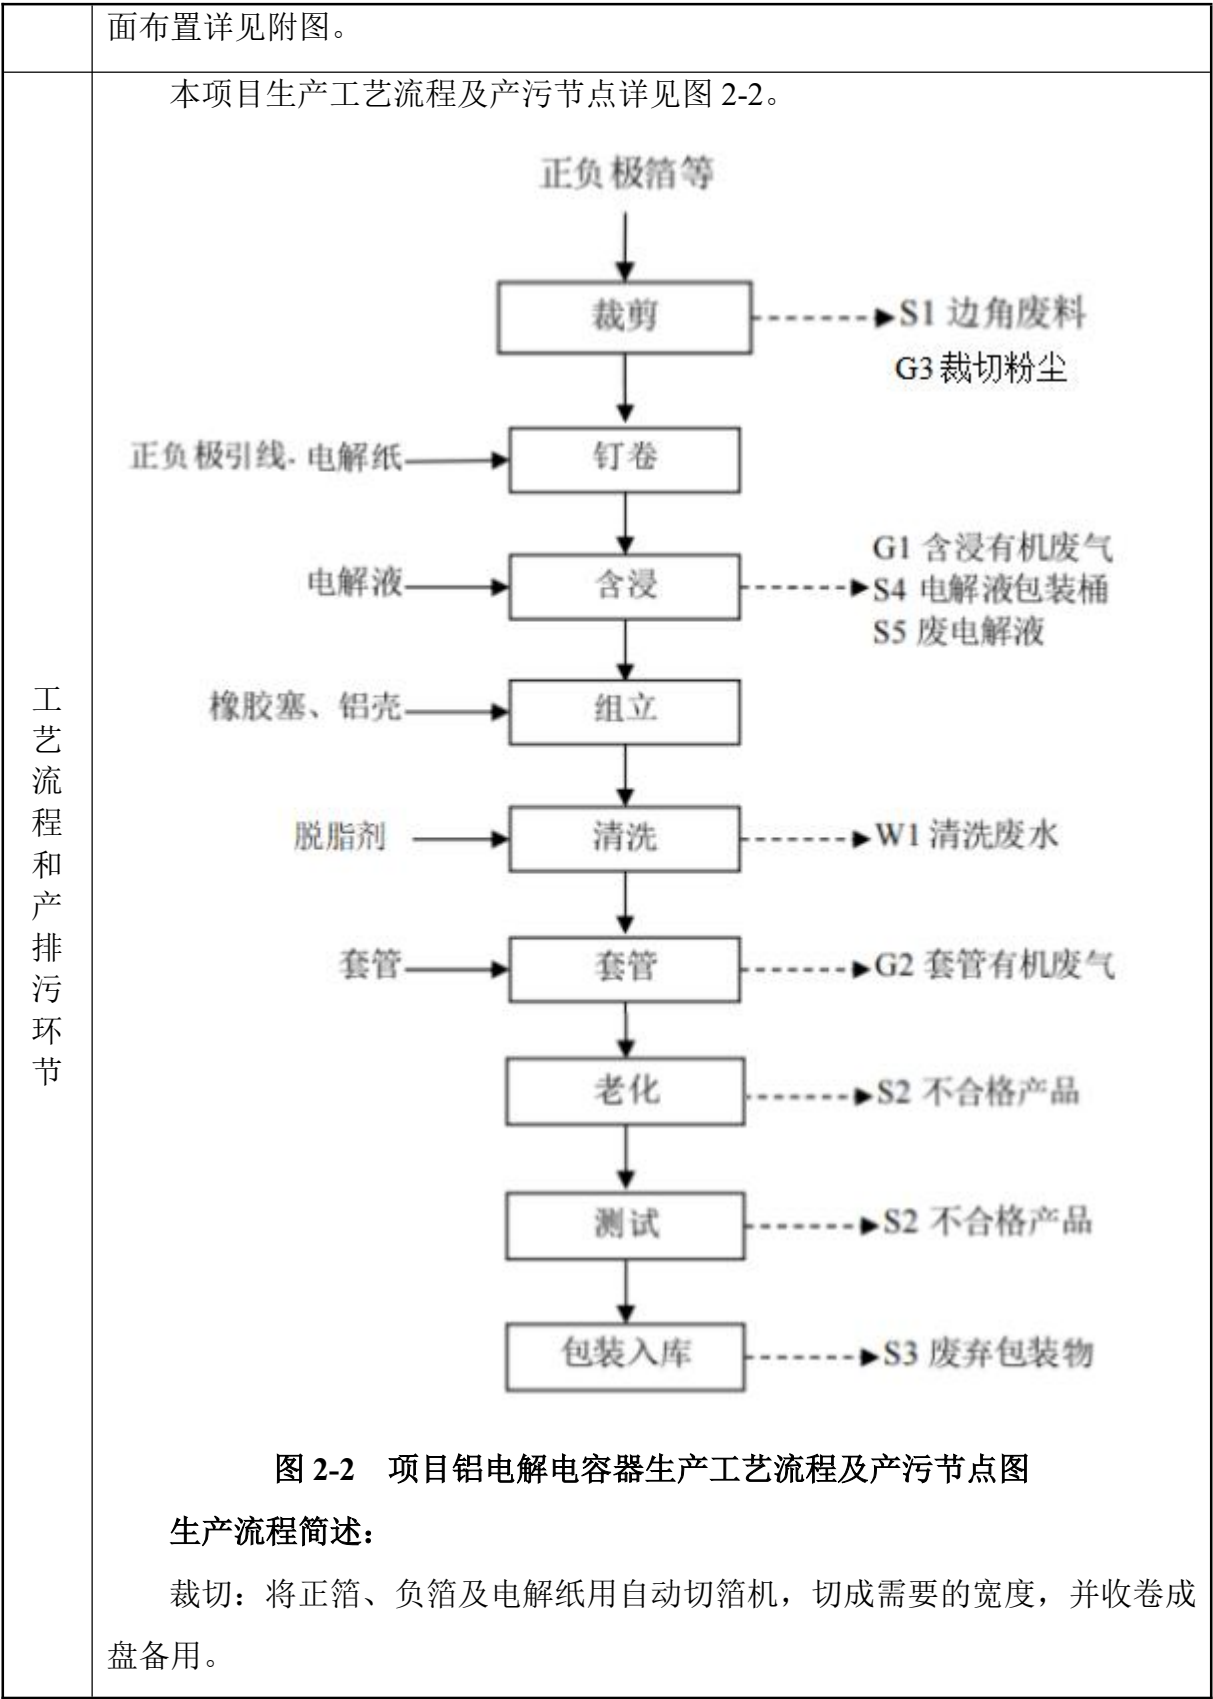 面布置详见附图。
本项目生产工艺流程及产污节点详见图 2-2。
正负极箔等
裁剪
S1 边角废料
G3 裁切粉尘
正负极引线. 电解纸
钉卷
电解液
含浸
G1 含浸有机废气
S4 电解液包装桶
S5 废电解液
橡胶塞、铝壳
组立
脱脂剂
清洗
W1 清洗废水
套管
套管
G2 套管有机废气
老化
S2 不合格产品
测试
S2 不合格产品
包装入库
S3 废弃包装物
工
艺
流
程
和
产
排
污
环
节
图 2-2 项目铝电解电容器生产工艺流程及产污节点图
生产流程简述：
裁切：将正箔、负箔及电解纸用自动切箔机，切成需要的宽度，并收卷成
盘备用。